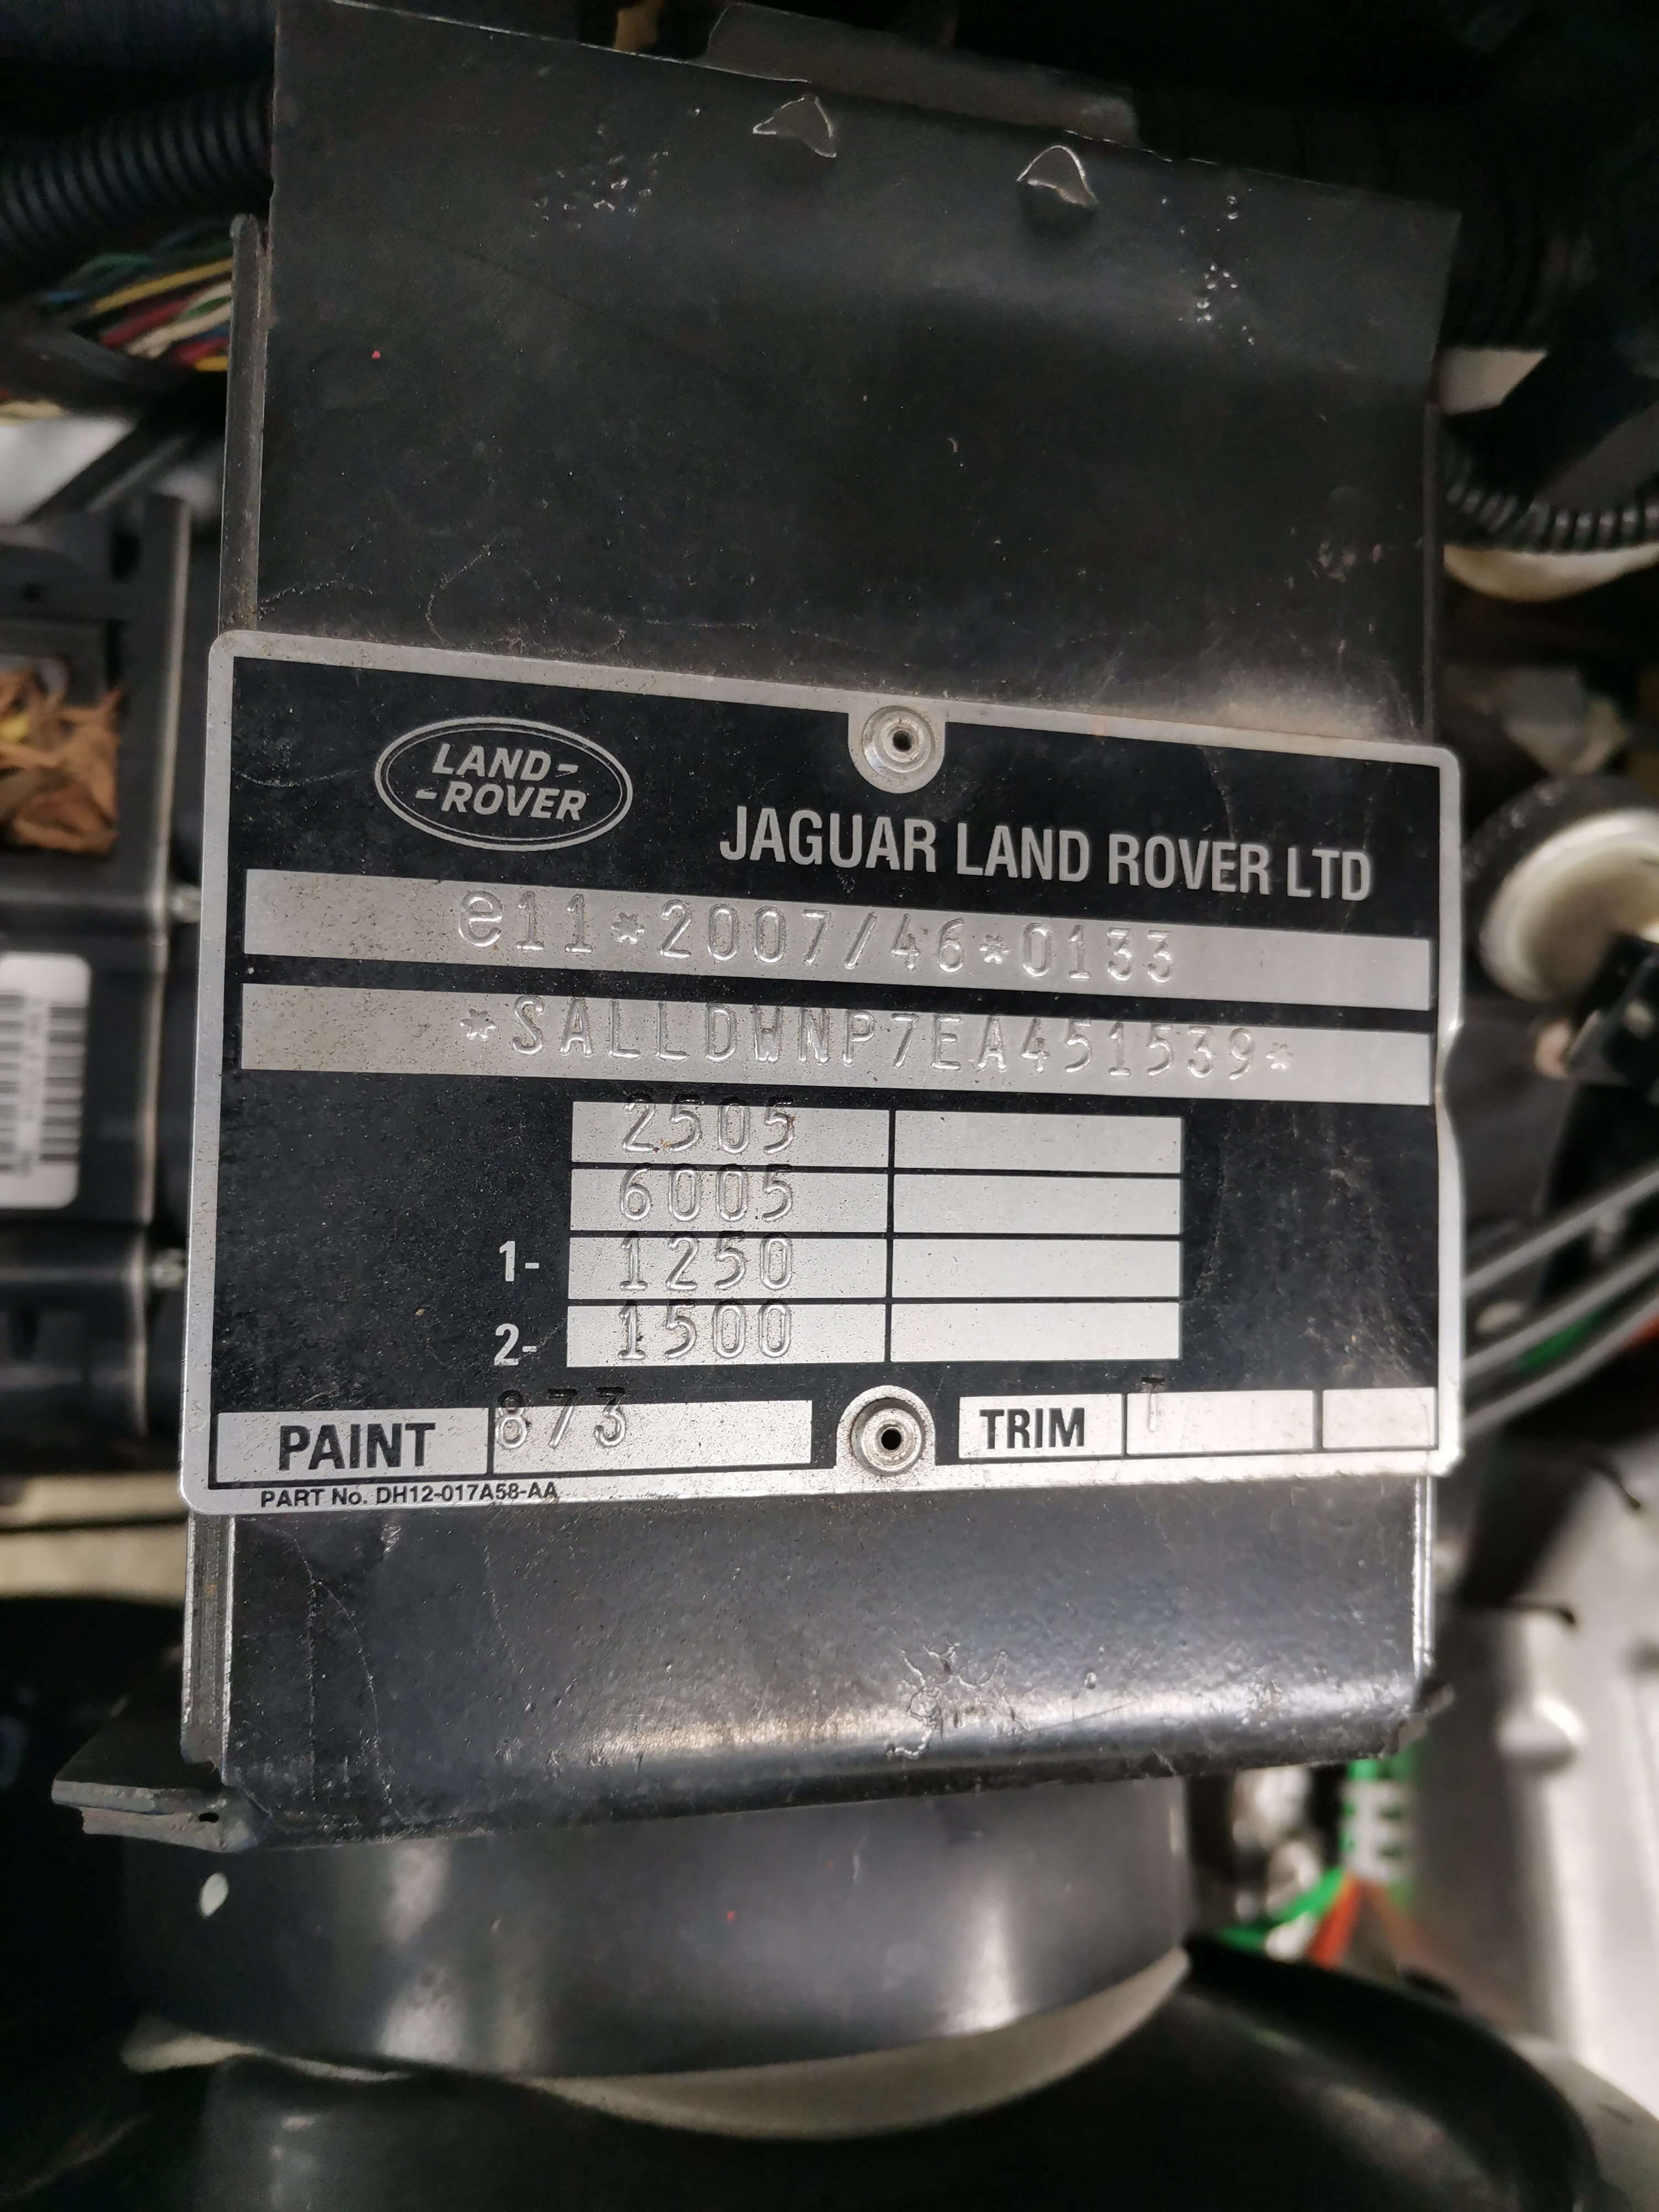 LAND-
-ROVER
JAGUAR LAND ROVER LTD
e11*2007/46*0133
*SALLDWNP7EA451539*
2505
6005
1- 1250
2- 1500
PAINT 873 TRIM T
PART No. DH12-017A58-AA